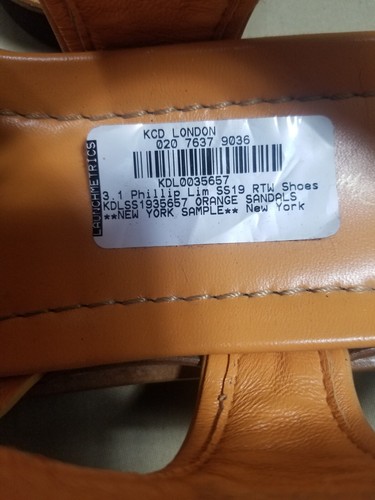 KCD LONDON
020 7637 9036
KDL0035657
3.1 Phillip Lim SS19 RTW Shoes
KDLSS1935657 ORANGE SANDALS
**NEW YORK SAMPLE** New York
LAUNCHMETRICS